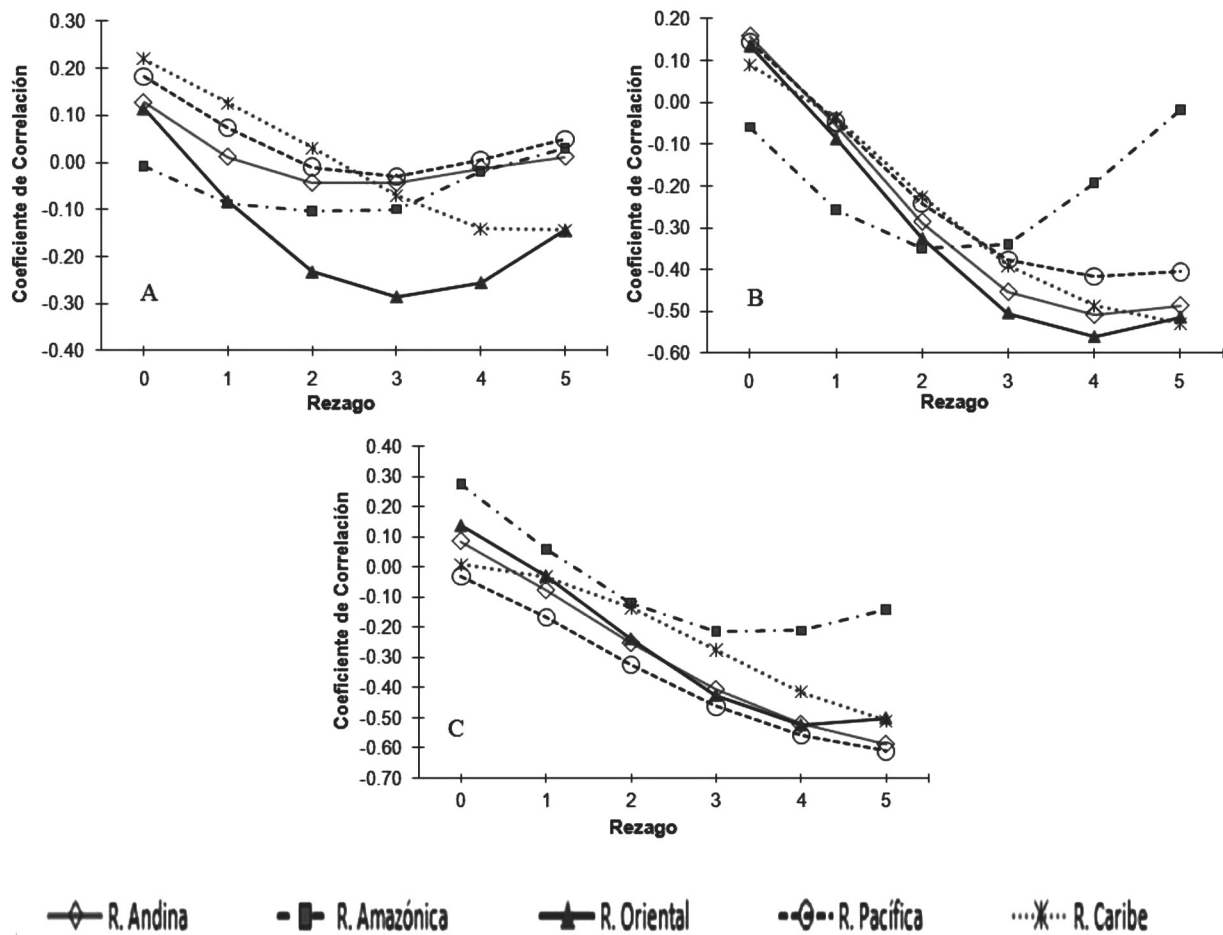 0.30
0.20
0.10
0.00
-0.10
-0.20
-0.30
-0.40
Coeficiente de Correlación
A
0 1 2 3 4 5
Rezago
0.20
0.10
0.00
-0.10
-0.20
-0.30
-0.40
-0.50
-0.60
Coeficiente de Correlación
B
0 1 2 3 4 5
Rezago
0.40
0.30
0.20
0.10
0.00
-0.10
-0.20
-0.30
-0.40
-0.50
-0.60
-0.70
Coeficiente de Correlación
C
0 1 2 3 4 5
Rezago
R. Andina R. Amazónica R. Oriental R. Pacífica R. Caribe